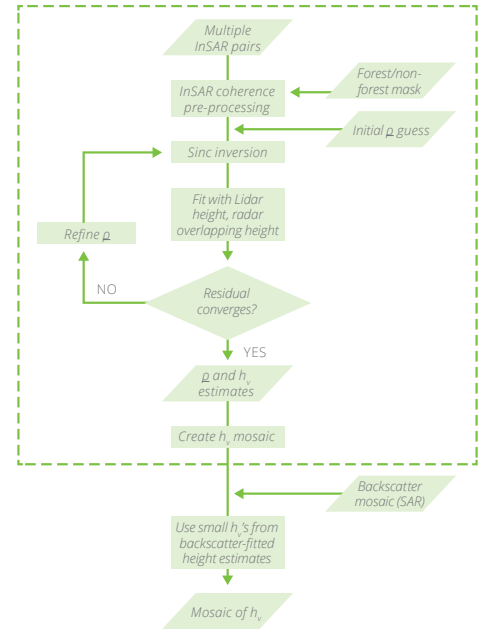 Multiple
InSAR pairs
InSAR coherence
pre-processing
Forest/non-
forest mask
Initial p guess
Sinc inversion
Fit with Lidar
height, radar
overlapping height
Refine p
NO
Residual
converges?
YES
p and hv
estimates
Create hv mosaic
Backscatter
mosaic (SAR)
Use small hv's from
backscatter-fitted
height estimates
Mosaic of hv